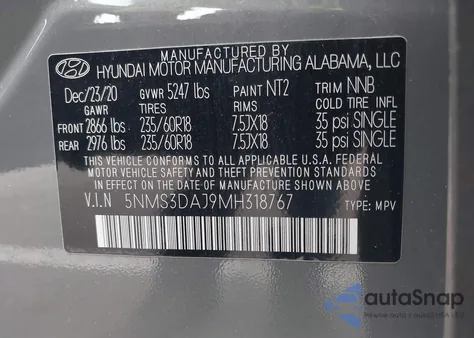 MANUFACTURED BY
HYUNDAI MOTOR MANUFACTURING ALABAMA, LLC
Dec/23/20 GVWR 5247 lbs PAINT NT2 TRIM NNB
GAWR TIRES RIMS COLD TIRE INFL
FRONT 2866 lbs 235/60R18 7.5JX18 35 psi SINGLE
REAR 2976 lbs 235/60R18 7.5JX18 35 psi SINGLE
THIS VEHICLE CONFORMS TO ALL APPLICABLE U.S.A. FEDERAL
MOTOR VEHICLE SAFETY AND THEFT PREVENTION STANDARDS
IN EFFECT ON THE DATE OF MANUFACTURE SHOWN ABOVE.
V.I.N 5NMS3DAJ9MH318767 TYPE: MPV
autoSnap